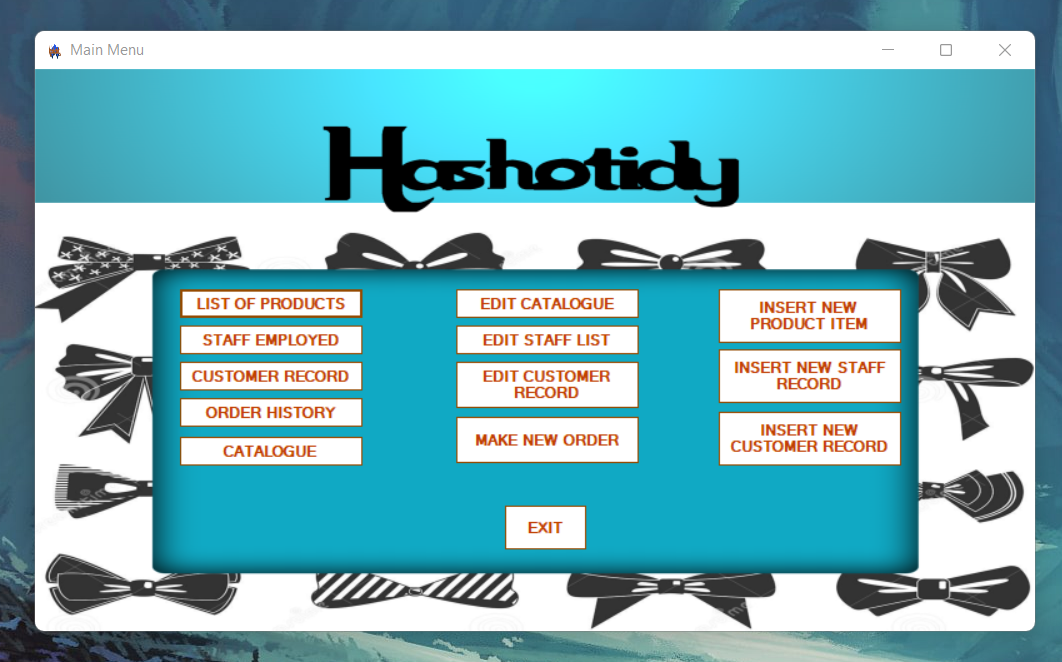 Main Menu
Hashotidy
LIST OF PRODUCTS
STAFF EMPLOYED
CUSTOMER RECORD
ORDER HISTORY
CATALOGUE
EDIT CATALOGUE
EDIT STAFF LIST
EDIT CUSTOMER
RECORD
MAKE NEW ORDER
INSERT NEW
PRODUCT ITEM
INSERT NEW STAFF
RECORD
INSERT NEW
CUSTOMER RECORD
EXIT